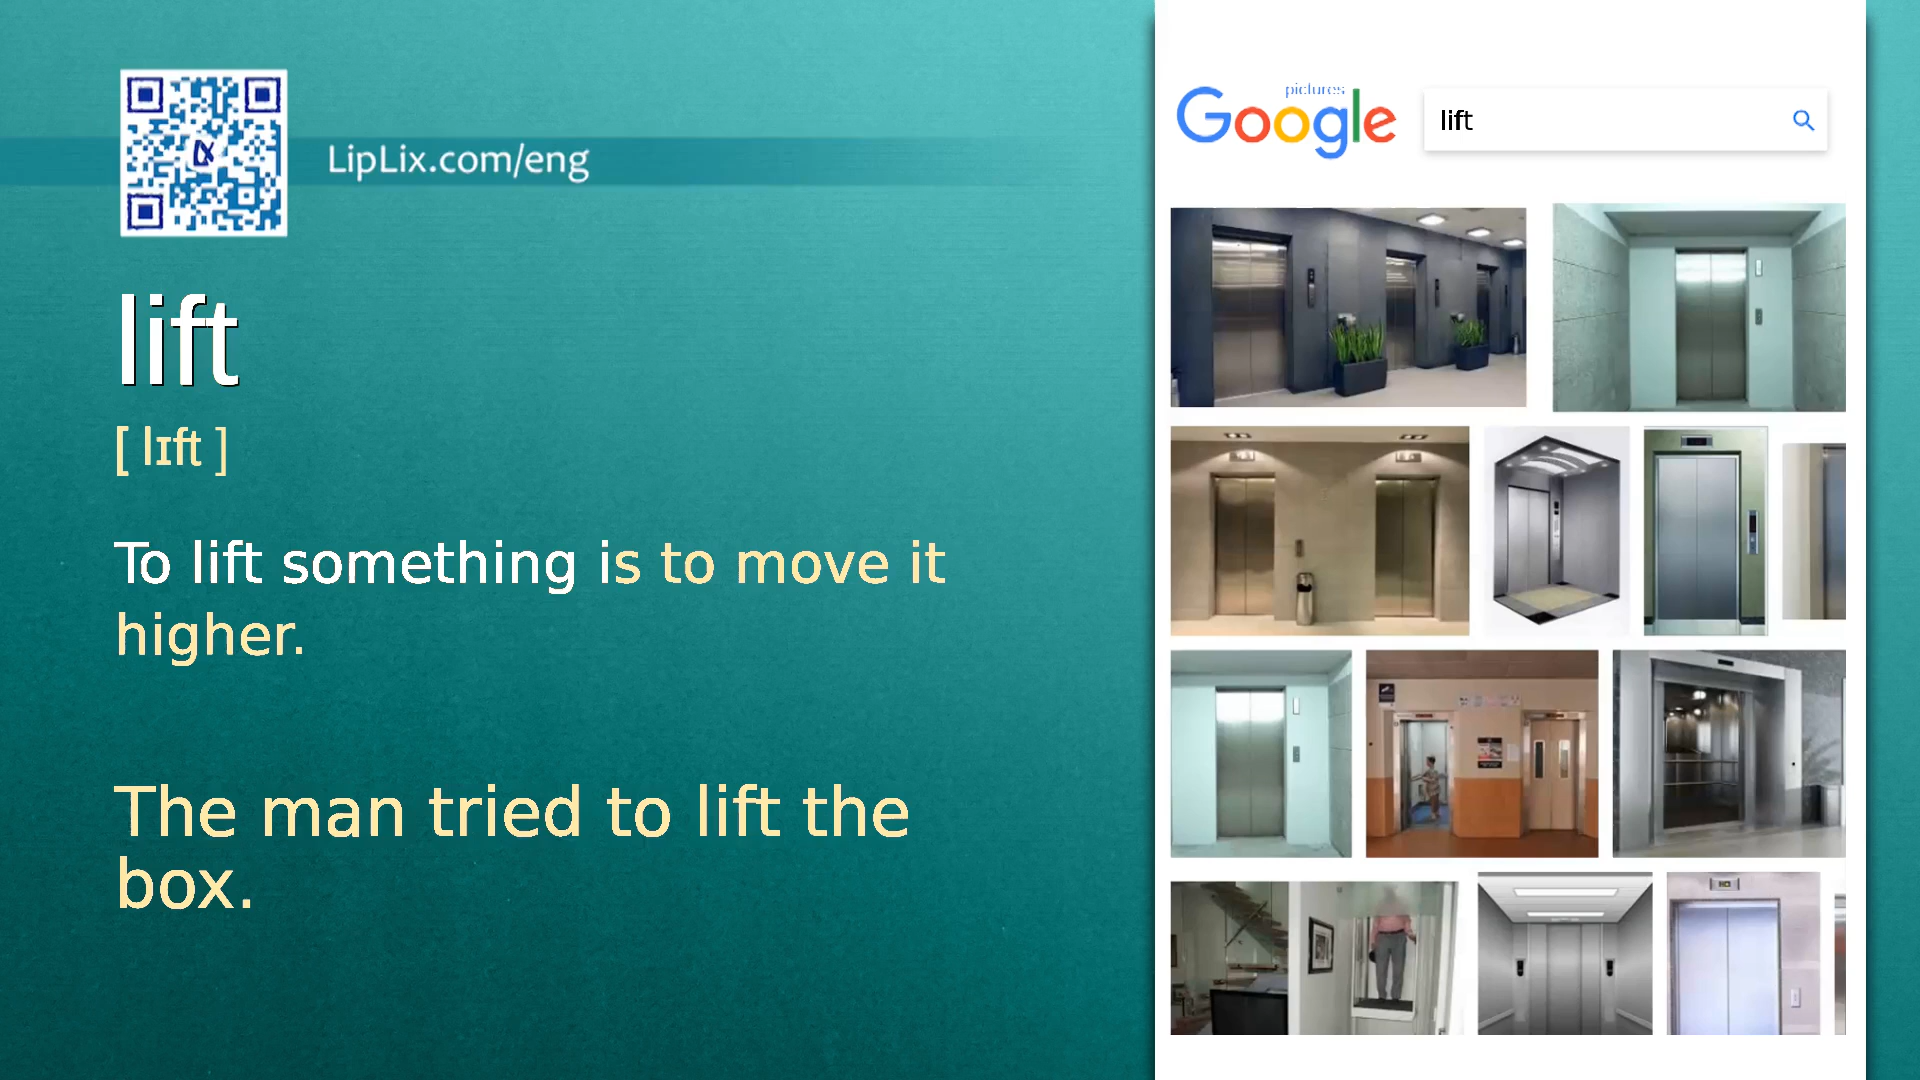 LipLix.com/eng
lift
[ lɪft ]
To lift something is to move it
higher.
The man tried to lift the
box.
pictures
Google
lift